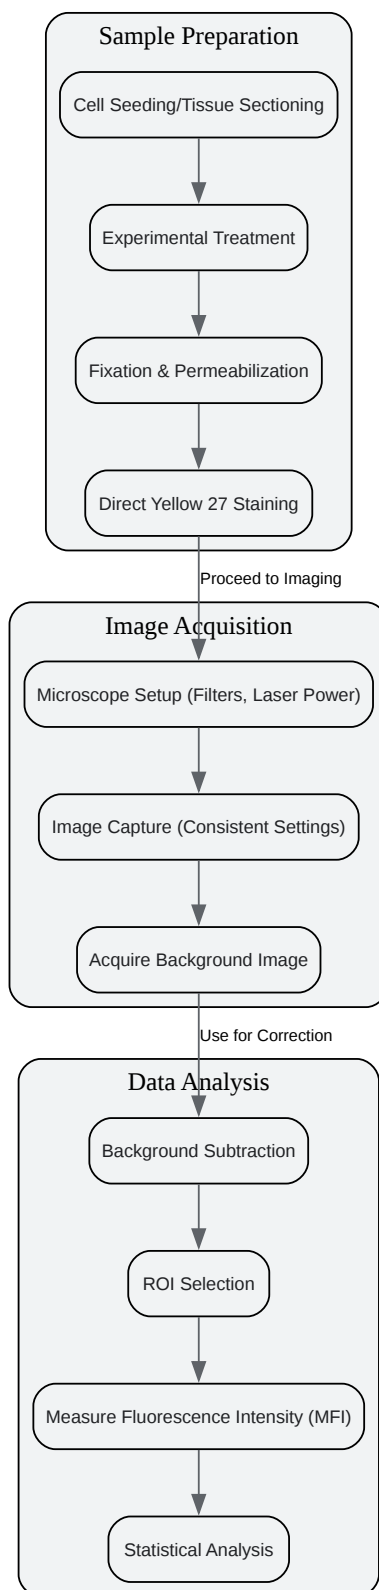 Sample Preparation
Cell Seeding/Tissue Sectioning
Experimental Treatment
Fixation & Permeabilization
Direct Yellow 27 Staining
Proceed to Imaging
Image Acquisition
Microscope Setup (Filters, Laser Power)
Image Capture (Consistent Settings)
Acquire Background Image
Use for Correction
Data Analysis
Background Subtraction
ROI Selection
Measure Fluorescence Intensity (MFI)
Statistical Analysis